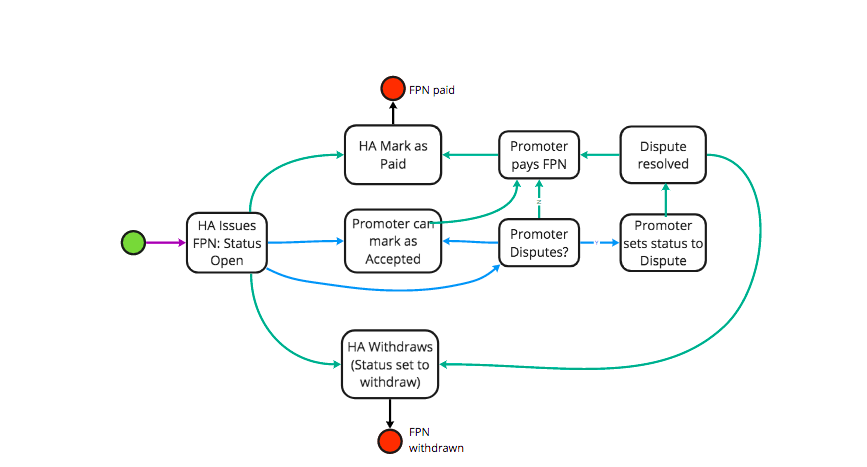 FPN paid
HA Mark as
Paid
Promoter
pays FPN
Dispute
resolved
N
HA Issues
FPN: Status
Open
Promoter can
mark as
Accepted
Promoter
Disputes?
Y
Promoter
sets status to
Dispute
HA Withdraws
(Status set to
withdraw)
FPN
withdrawn